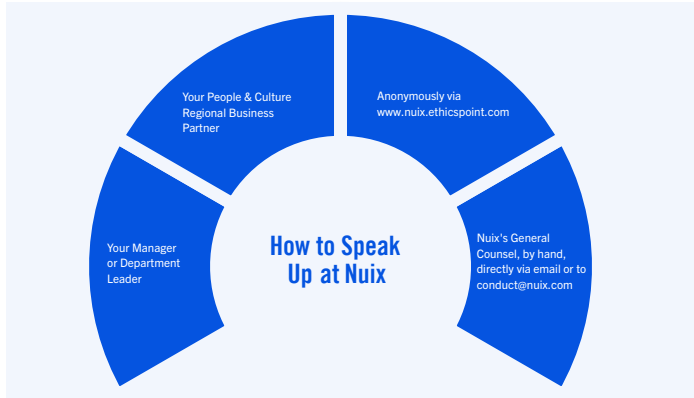 Your People & Culture
Regional Business
Partner
Anonymously via
www.nuix.ethicspoint.com
Your Manager
or Department
Leader
How to Speak
Up at Nuix
Nuix's General
Counsel, by hand,
directly via email or to
conduct@nuix.com